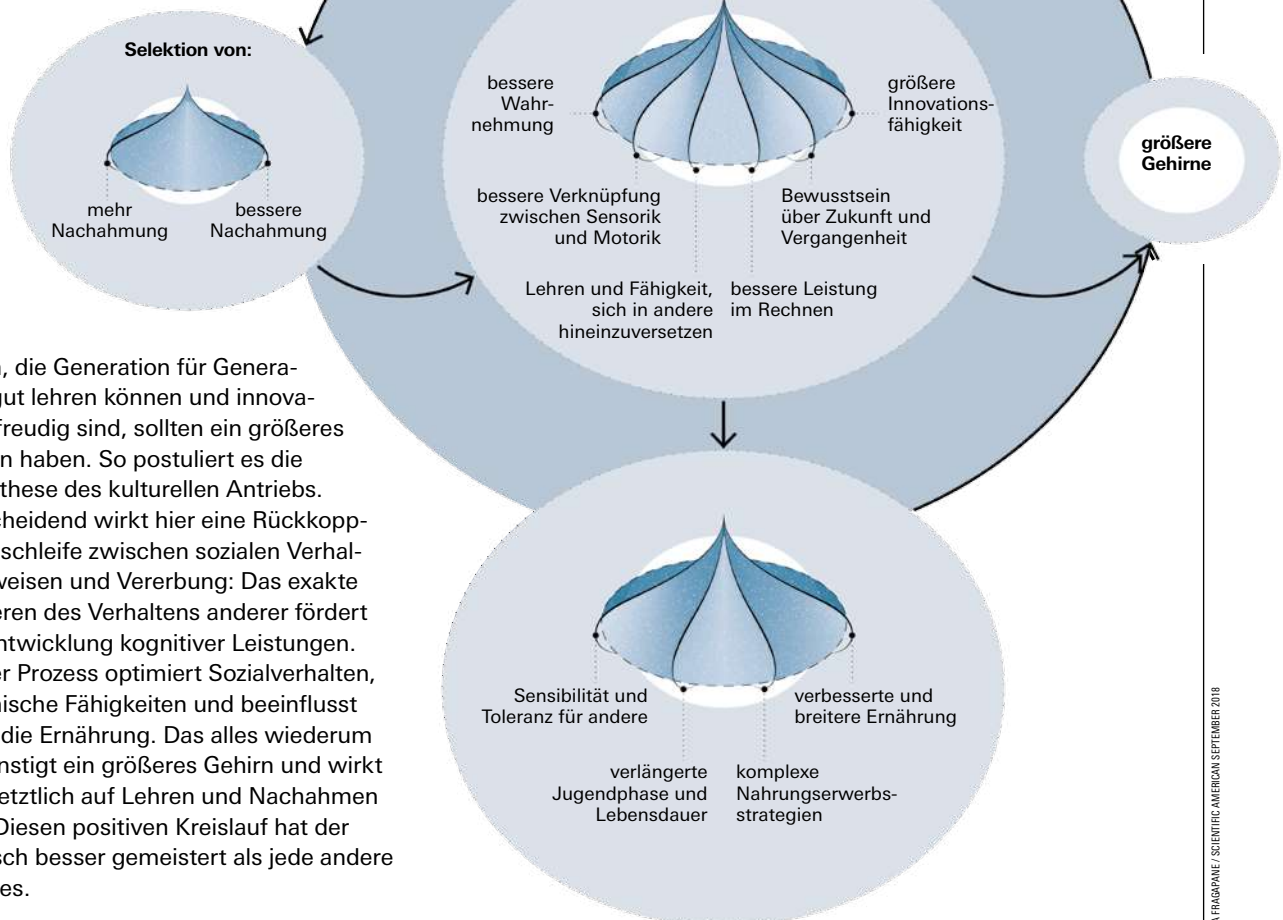 Selektion von:
mehr
Nachahmung
bessere
Nachahmung
bessere
Wahr-
nehmung
größere
Innovations-
fähigkeit
bessere Verknüpfung
zwischen Sensorik
und Motorik
Bewusstsein
über Zukunft und
Vergangenheit
Lehren und Fähigkeit,
sich in andere
hineinzuversetzen
bessere Leistung
im Rechnen
größere
Gehirne
die Generation für Genera-
gut lehren können und innova-
freudig sind, sollten ein größeres
haben. So postuliert es die
these des kulturellen Antriebs.
cheidend wirkt hier eine Rückkopp-
schleife zwischen sozialen Verhal-
weisen und Vererbung: Das exakte
eren des Verhaltens anderer fördert
ntwicklung kognitiver Leistungen.
er Prozess optimiert Sozialverhalten,
nische Fähigkeiten und beeinflusst
die Ernährung. Das alles wiederum
nstigt ein größeres Gehirn und wirkt
etztlich auf Lehren und Nachahmen
Diesen positiven Kreislauf hat der
sch besser gemeistert als jede andere
es.
Sensibilität und
Toleranz für andere
verbesserte und
breitere Ernährung
verlängerte
Jugendphase und
Lebensdauer
komplexe
Nahrungserwerbs-
strategien
FRAGAPANE / SCIENTIFIC AMERICAN SEPTEMBER 2018